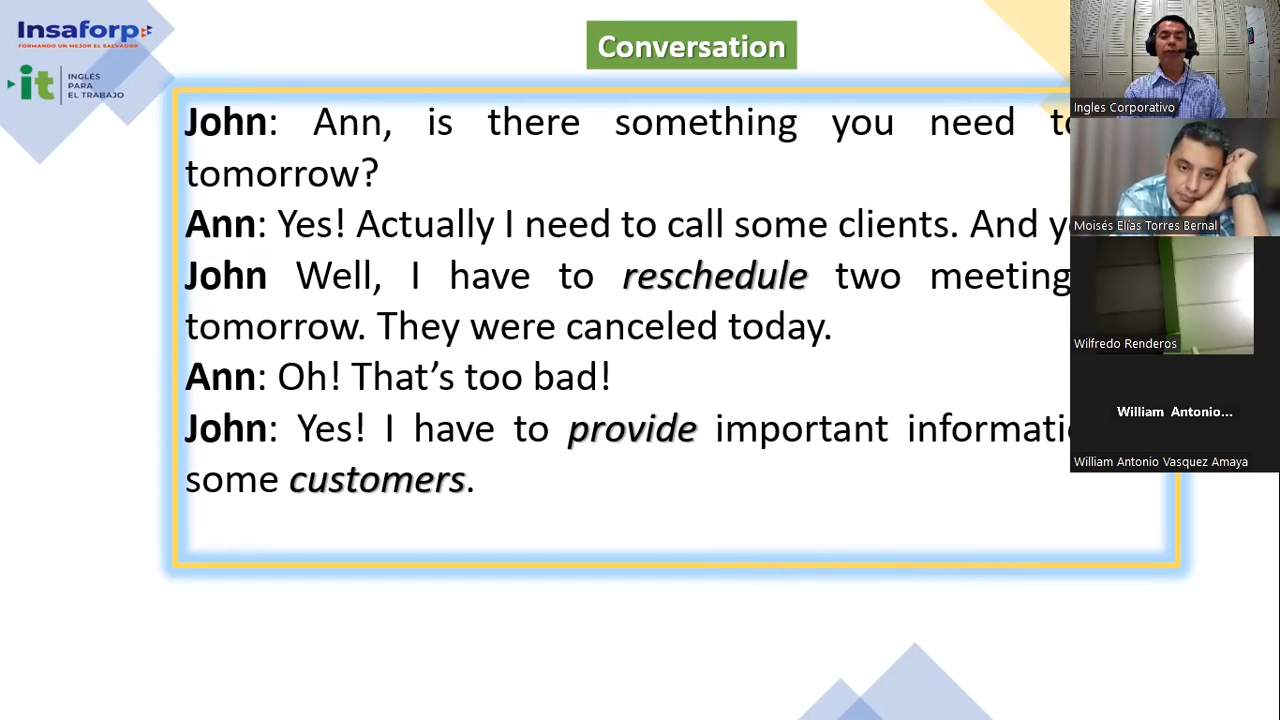 Insaforp
FORMANDO UN MEJOR EL SALVADOR
it
INGLÉS
PARA
EL TRABAJO
Conversation
John: Ann, is there something you need
tomorrow?
Ann: Yes! Actually I need to call some clients. And
John Well, I have to reschedule two meeting
tomorrow. They were canceled today.
Ann: Oh! That’s too bad!
John: Yes! I have to provide important
some customers.
Ingles Corporativo
Moisés Elías Torres Bernal
Wilfredo Renderos
William Antonio...
William Antonio Vasquez Amaya